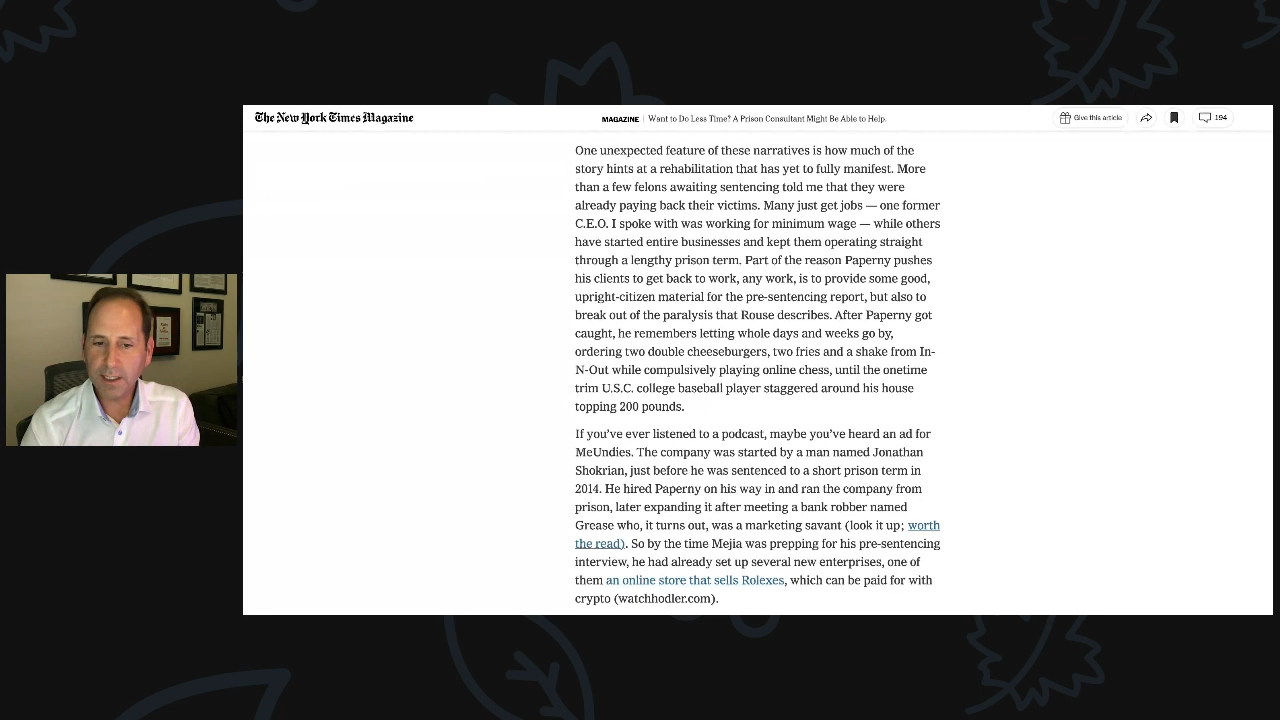 The New York Times Magazine
MAGAZINE | Want to Do Less Time? A Prison Consultant Might Be Able to Help.
Give this article
194
One unexpected feature of these narratives is how much of the
story hints at a rehabilitation that has yet to fully manifest. More
than a few felons awaiting sentencing told me that they were
already paying back their victims. Many just get jobs — one former
C.E.O. I spoke with was working for minimum wage — while others
have started entire businesses and kept them operating straight
through a lengthy prison term. Part of the reason Paperny pushes
his clients to get back to work, any work, is to provide some good,
upright-citizen material for the pre-sentencing report, but also to
break out of the paralysis that Rouse describes. After Paperny got
caught, he remembers letting whole days and weeks go by,
ordering two double cheeseburgers, two fries and a shake from In-
N-Out while compulsively playing online chess, until the onetime
trim U.S.C. college baseball player staggered around his house
topping 200 pounds.
If you’ve ever listened to a podcast, maybe you’ve heard an ad for
MeUndies. The company was started by a man named Jonathan
Shokrian, just before he was sentenced to a short prison term in
2014. He hired Paperny on his way in and ran the company from
prison, later expanding it after meeting a bank robber named
Grease who, it turns out, was a marketing savant (look it up; worth
the read). So by the time Mejia was prepping for his pre-sentencing
interview, he had already set up several new enterprises, one of
them an online store that sells Rolexes, which can be paid for with
crypto (watchhodler.com).